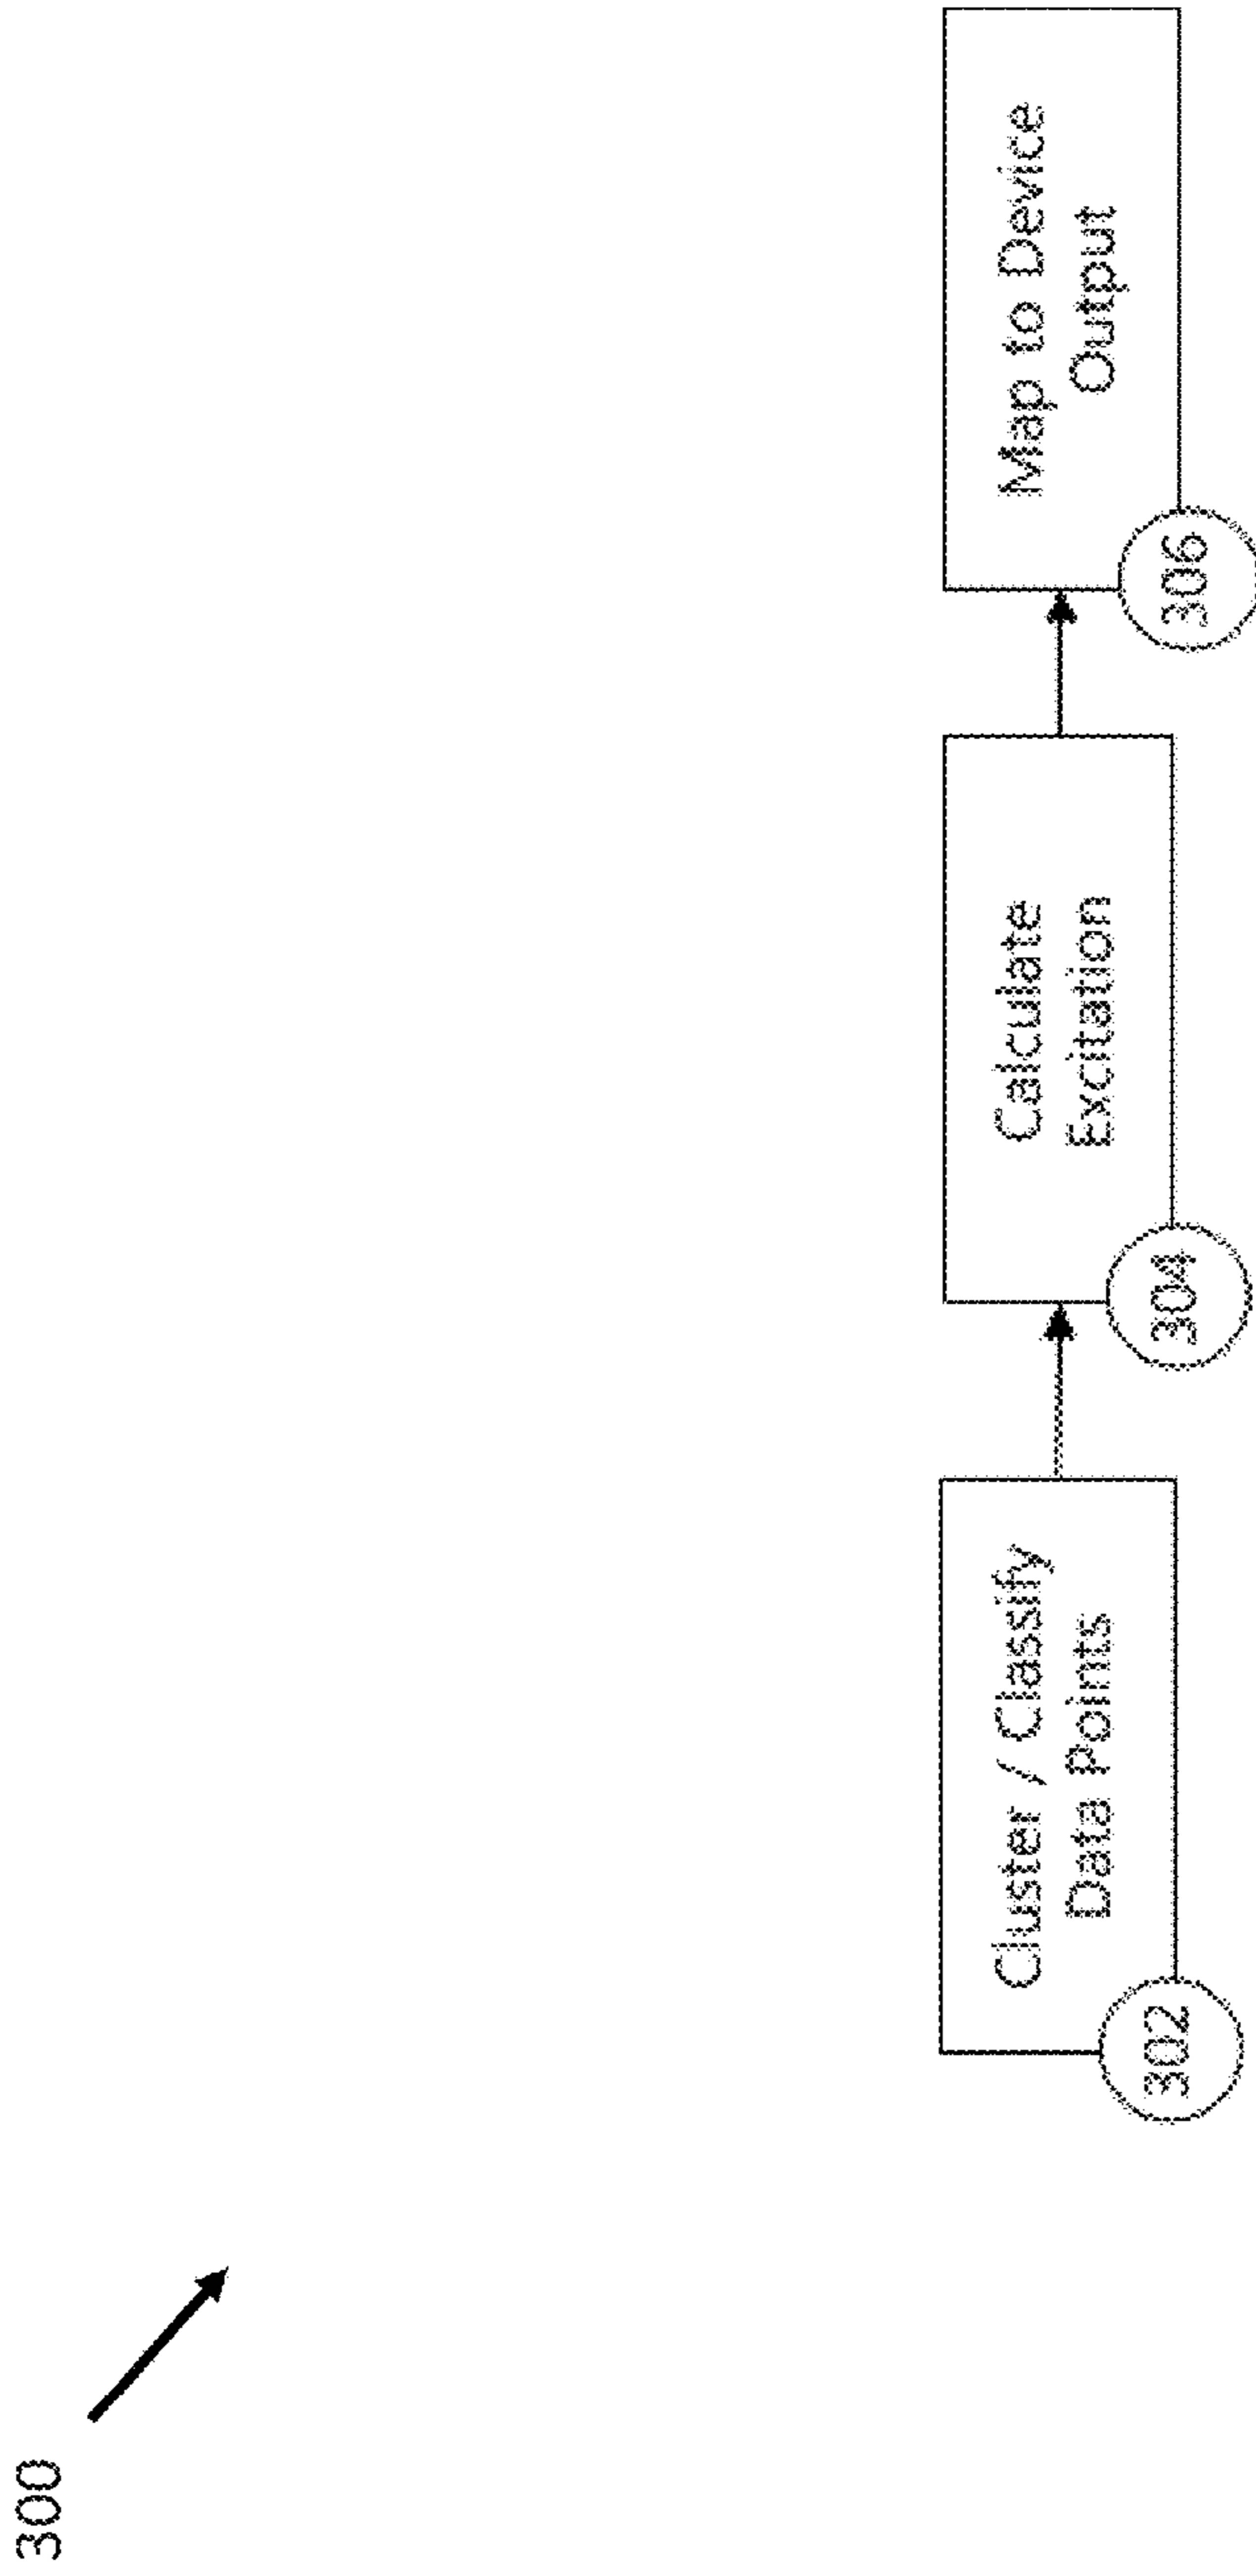 300
Cluster / Classify
Data Points
302
Calculate
Excitation
304
Map to Device
Output
306